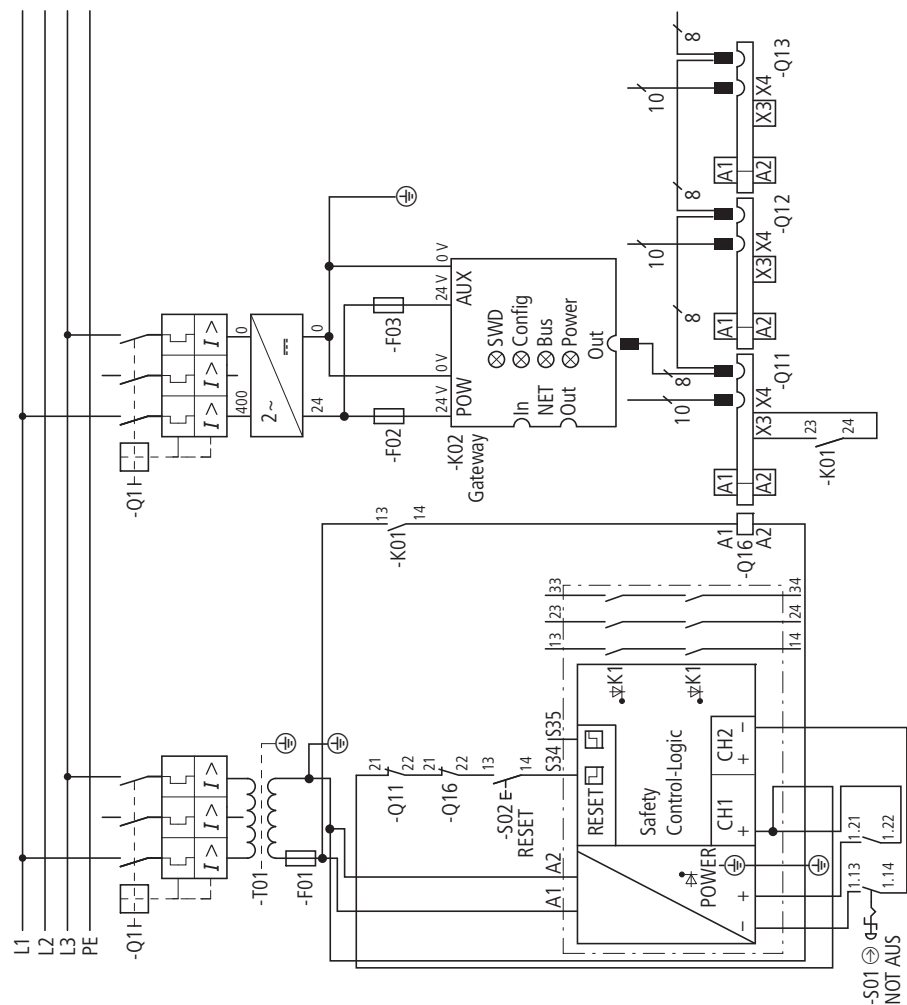 L1
L2
L3
PE
-Q1
I >
I >
I >
-T01
-F01
-Q1
I >
I >
I >
400
0
2 ~
24
0
-F02
-F03
24 V
0 V
24 V
0 V
POW
AUX
-K02
Gateway
In
NET
Out
SWD
Config
Bus
Power
Out
13
14
-K01
21
22
-Q11
21
22
-Q16
13
14
-S02
RESET
A1
A2
S34
S35
13
23
33
RESET
Safety
Control-Logic
K1
K1
POWER
CH1
CH2
-
+
+
+
-
14
24
34
1.13
1.14
1.21
1.22
-S01
NOT AUS
A1
-Q16
A2
A1
A2
X3
X4
-Q11
10
8
23
24
-K01
A1
A2
X3
X4
-Q12
10
8
A1
A2
X3
X4
-Q13
10
8
8